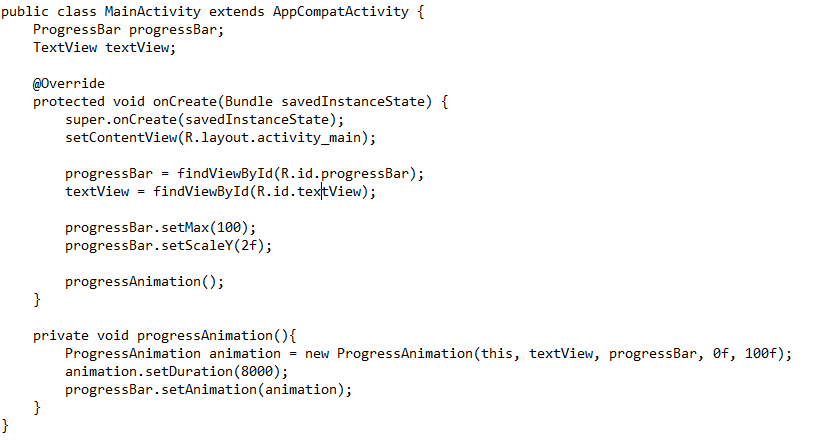 public class MainActivity extends AppCompatActivity {
    ProgressBar progressBar;
    TextView textView;

    @Override
    protected void onCreate(Bundle savedInstanceState) {
        super.onCreate(savedInstanceState);
        setContentView(R.layout.activity_main);

        progressBar = findViewById(R.id.progressBar);
        textView = findViewById(R.id.textView);

        progressBar.setMax(100);
        progressBar.setScaleY(2f);

        progressAnimation();
    }

    private void progressAnimation(){
        ProgressAnimation animation = new ProgressAnimation(this, textView, progressBar, 0f, 100f);
        animation.setDuration(8000);
        progressBar.setAnimation(animation);
    }
}